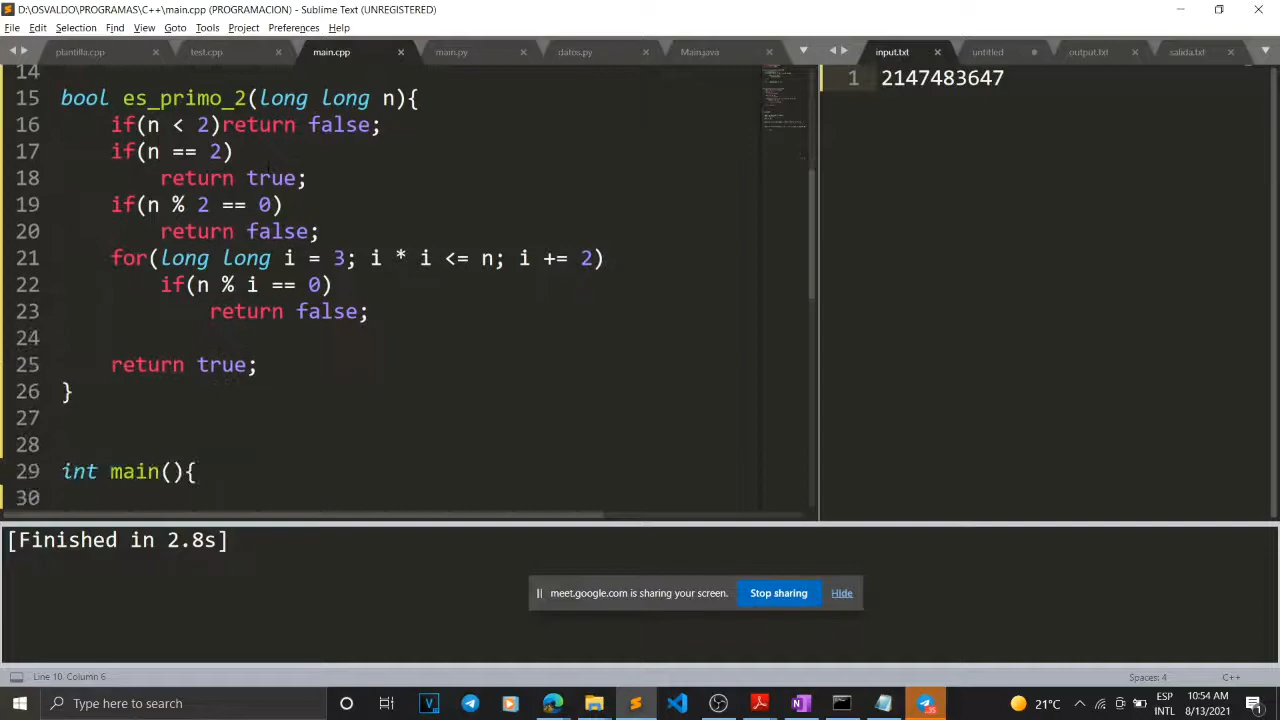 D:\OSVALDO\PROGRAMAS\C++\main.cpp (PROGRAMACION) - Sublime Text (UNREGISTERED)
File Edit Selection Find View Goto Tools Project Preferences Help
plantilla.cpp test.cpp main.cpp main.py datos.py Main.java input.txt untitled output.txt salida.txt
14
15 bool es_primo_2(long long n){
16 if(n < 2)return false;
17 if(n == 2)
18 return true;
19 if(n % 2 == 0)
20 return false;
21 for(long long i = 3; i * i <= n; i += 2)
22 if(n % i == 0)
23 return false;
24
25 return true;
26 }
27
28
29 int main(){
30
1 2147483647
[Finished in 2.8s]
meet.google.com is sharing your screen. Stop sharing Hide
Line 10, Column 6 Spaces: 4 C++
Type here to search
21°C
ESP
INTL
10:54 AM
8/13/2021